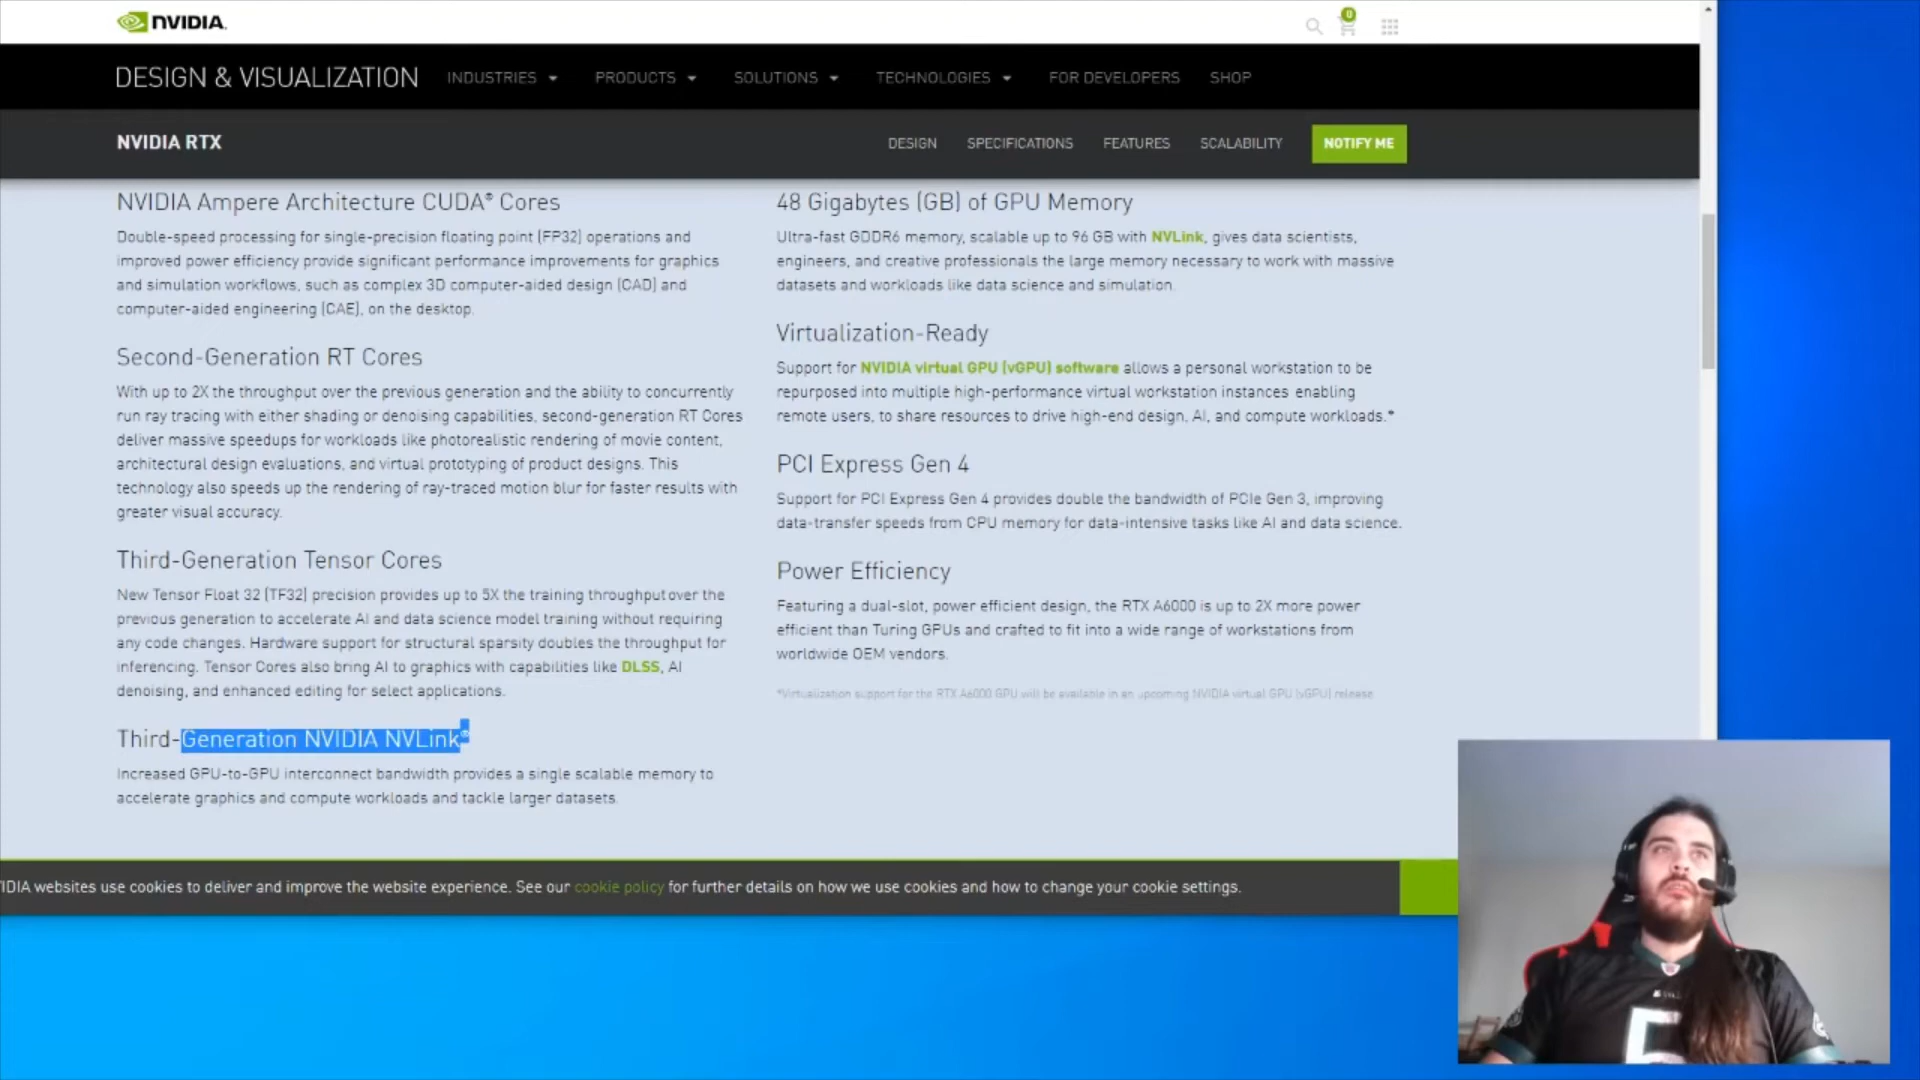 NVIDIA.
0
DESIGN & VISUALIZATION
INDUSTRIES
PRODUCTS
SOLUTIONS
TECHNOLOGIES
FOR DEVELOPERS
SHOP
NVIDIA RTX
DESIGN
SPECIFICATIONS
FEATURES
SCALABILITY
NOTIFY ME
NVIDIA Ampere Architecture CUDA® Cores
Double-speed processing for single-precision floating point (FP32) operations and
improved power efficiency provide significant performance improvements for graphics
and simulation workflows, such as complex 3D computer-aided design (CAD) and
computer-aided engineering (CAE), on the desktop.
Second-Generation RT Cores
With up to 2X the throughput over the previous generation and the ability to concurrently
run ray tracing with either shading or denoising capabilities, second-generation RT Cores
deliver massive speedups for workloads like photorealistic rendering of movie content,
architectural design evaluations, and virtual prototyping of product designs. This
technology also speeds up the rendering of ray-traced motion blur for faster results with
greater visual accuracy.
Third-Generation Tensor Cores
New Tensor Float 32 (TF32) precision provides up to 5X the training throughput over the
previous generation to accelerate AI and data science model training without requiring
any code changes. Hardware support for structural sparsity doubles the throughput for
inferencing. Tensor Cores also bring AI to graphics with capabilities like DLSS, AI
denoising, and enhanced editing for select applications.
Third-Generation NVIDIA NVLink®
Increased GPU-to-GPU interconnect bandwidth provides a single scalable memory to
accelerate graphics and compute workloads and tackle larger datasets.
48 Gigabytes (GB) of GPU Memory
Ultra-fast GDDR6 memory, scalable up to 96 GB with NVLink, gives data scientists,
engineers, and creative professionals the large memory necessary to work with massive
datasets and workloads like data science and simulation.
Virtualization-Ready
Support for NVIDIA virtual GPU (vGPU) software allows a personal workstation to be
repurposed into multiple high-performance virtual workstation instances enabling
remote users, to share resources to drive high-end design, AI, and compute workloads.*
PCI Express Gen 4
Support for PCI Express Gen 4 provides double the bandwidth of PCIe Gen 3, improving
data-transfer speeds from CPU memory for data-intensive tasks like AI and data science.
Power Efficiency
Featuring a dual-slot, power efficient design, the RTX A6000 is up to 2X more power
efficient than Turing GPUs and crafted to fit into a wide range of workstations from
worldwide OEM vendors.
*Virtualization support for the RTX A6000 GPU will be available in an upcoming NVIDIA virtual GPU (vGPU) release
VIDIA websites use cookies to deliver and improve the website experience. See our cookie policy for further details on how we use cookies and how to change your cookie settings.
5